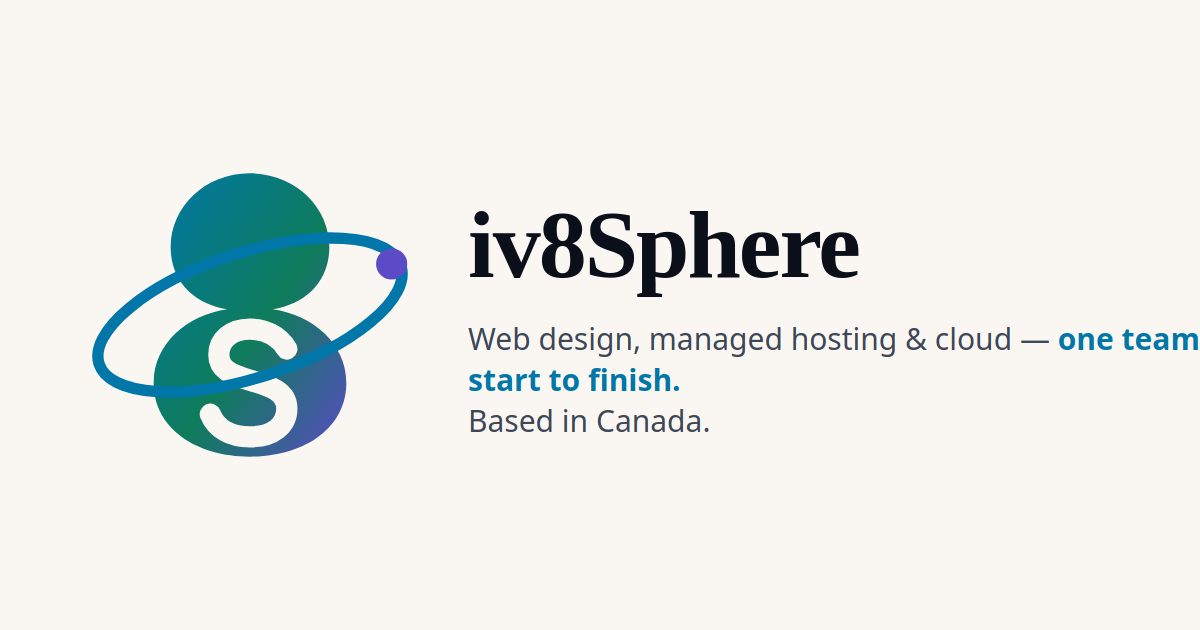 S
iv8Sphere
Web design, managed hosting & cloud — one team
start to finish.
Based in Canada.